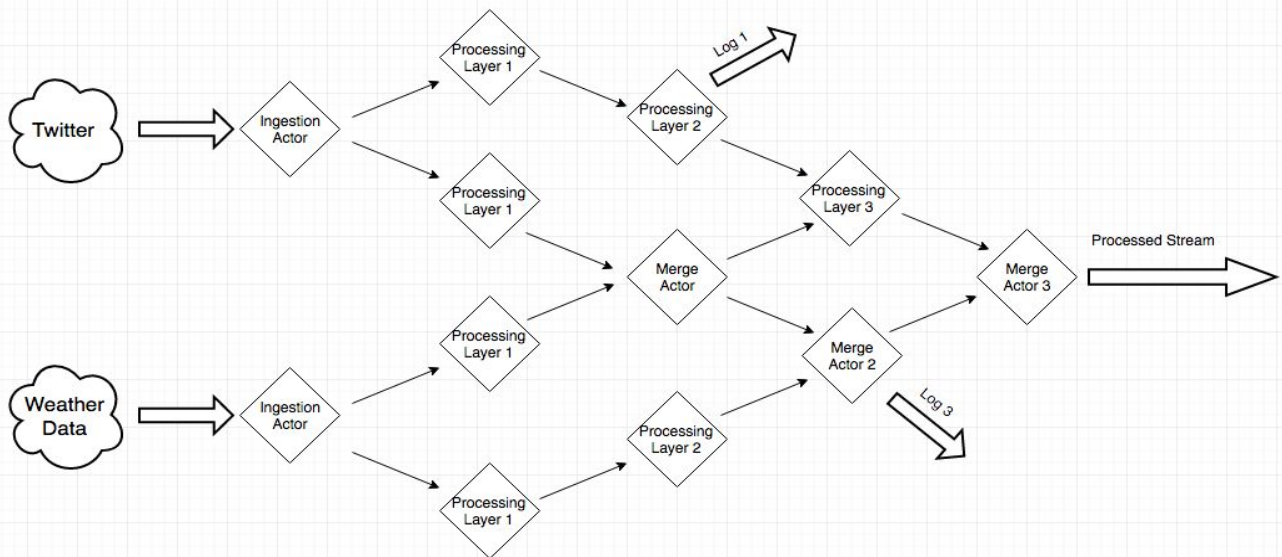 Twitter
Ingestion
Actor
Processing
Layer 1
Processing
Layer 2
Log 1
Processing
Layer 1
Processing
Layer 3
Merge
Actor
Merge
Actor 3
Processed Stream
Processing
Layer 1
Merge
Actor 2
Weather
Data
Ingestion
Actor
Processing
Layer 2
Log 3
Processing
Layer 1